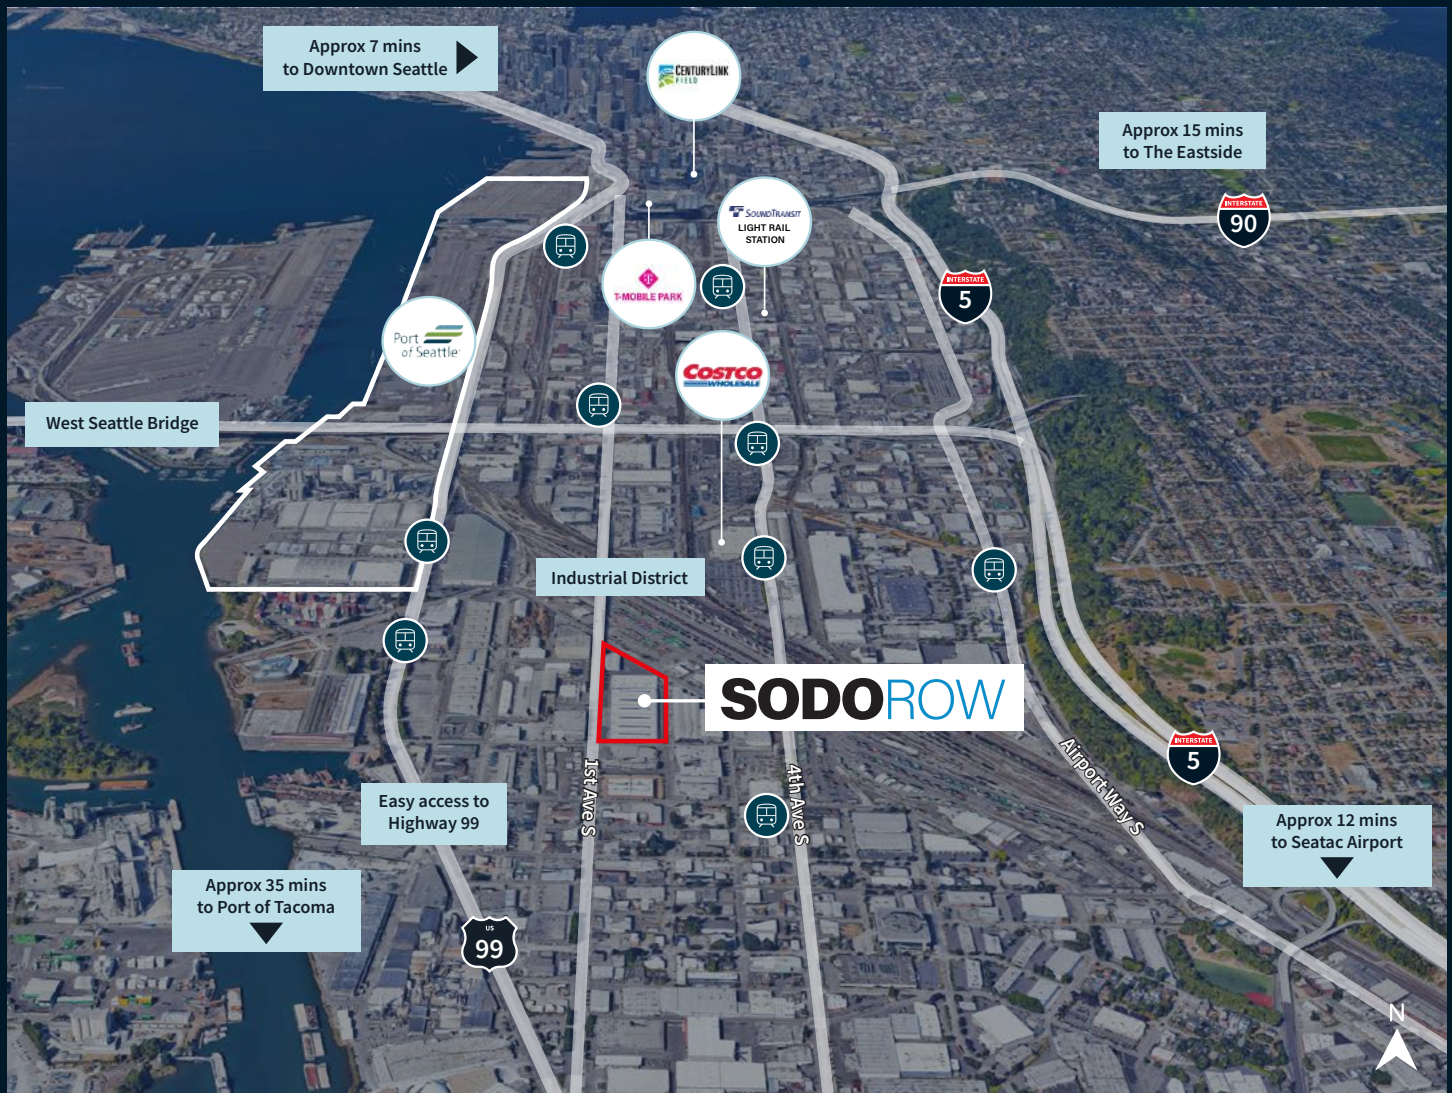 Approx 7 mins
to Downtown Seattle
CENTURYLINK
FIELD
Approx 15 mins
to The Eastside
INTERSTATE
90
SOUNDTRANSIT
LIGHT RAIL
STATION
T-MOBILE PARK
INTERSTATE
5
Port
of Seattle
COSTCO
WHOLESALE
West Seattle Bridge
Industrial District
SODOROW
1st Ave S
4th Ave S
Airport Way S
INTERSTATE
5
Easy access to
Highway 99
Approx 12 mins
to Seatac Airport
Approx 35 mins
to Port of Tacoma
US
99
N